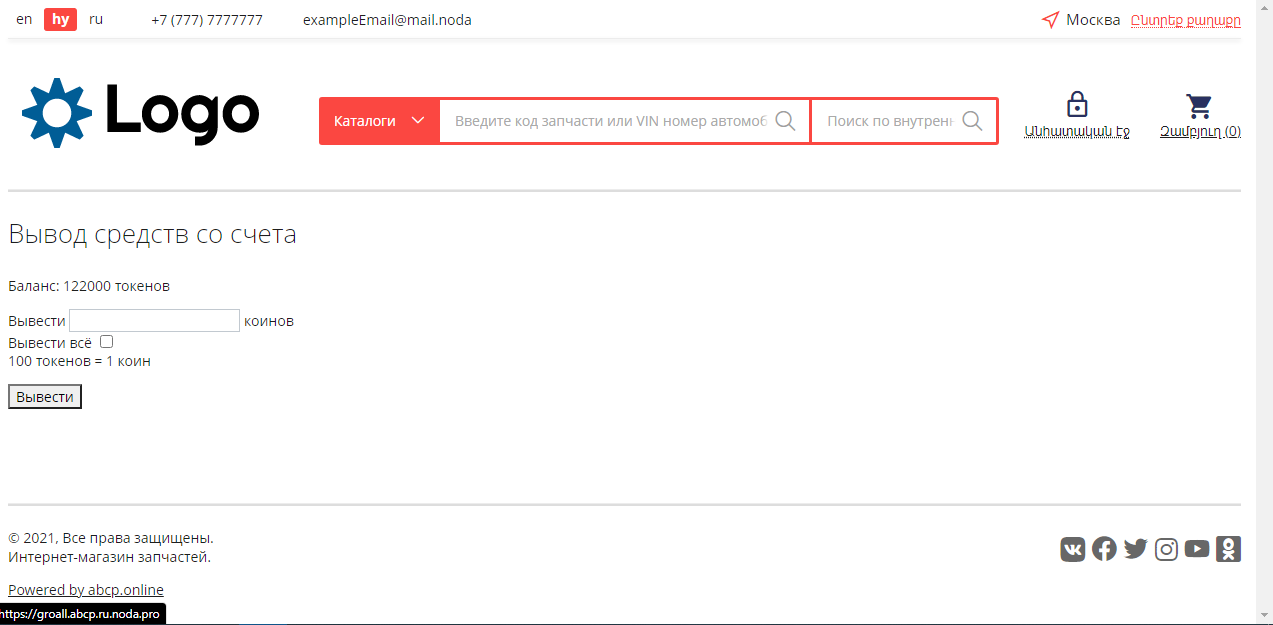 en hy ru +7 (777) 7777777 exampleEmail@mail.noda Москва Ընտրեք քաղաքը
Logo
Каталоги Введите код запчасти или VIN номер автомоб Поиск по внутрен
Անհատական էջ Զամբյուղ (0)
Вывод средств со счета
Баланс: 122000 токенов
Вывести коинов
Вывести всё
100 токенов = 1 коин
Вывести
© 2021, Все права защищены.
Интернет-магазин запчастей.
Powered by abcp.online
https://groall.abcp.ru.noda.pro